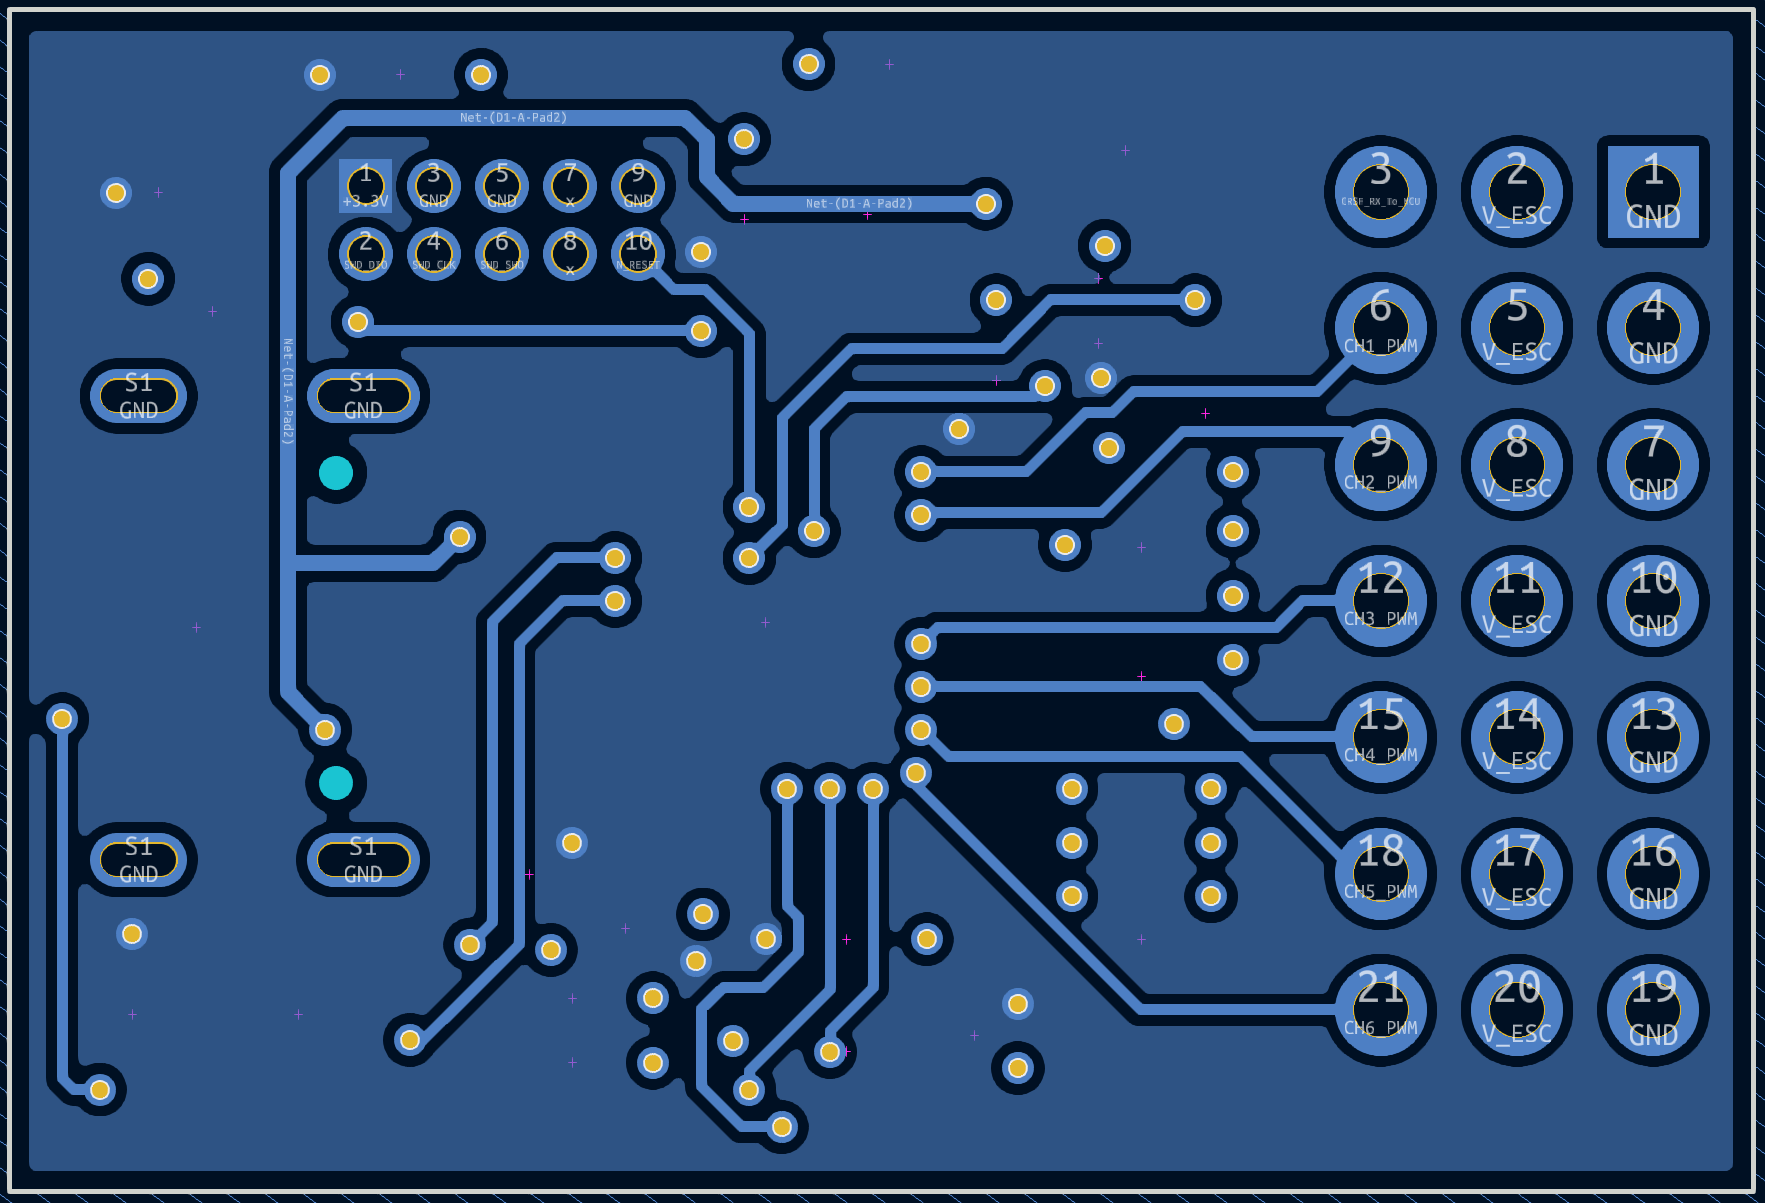 Net-(D1-A-Pad2)
1
+3.3V
3
GND
5
GND
7
x
9
GND
2
SWD_DIO
4
SWD_CLK
6
SWD_SWO
8
x
10
N_RESET
Net-(D1-A-Pad2)
Net-(D1-A-Pad2)
S1
GND
S1
GND
S1
GND
S1
GND
3
CRSF_RX_To_MCU
2
V_ESC
1
GND
6
CH1_PWM
5
V_ESC
4
GND
9
CH2_PWM
8
V_ESC
7
GND
12
CH3_PWM
11
V_ESC
10
GND
15
CH4_PWM
14
V_ESC
13
GND
18
CH5_PWM
17
V_ESC
16
GND
21
CH6_PWM
20
V_ESC
19
GND